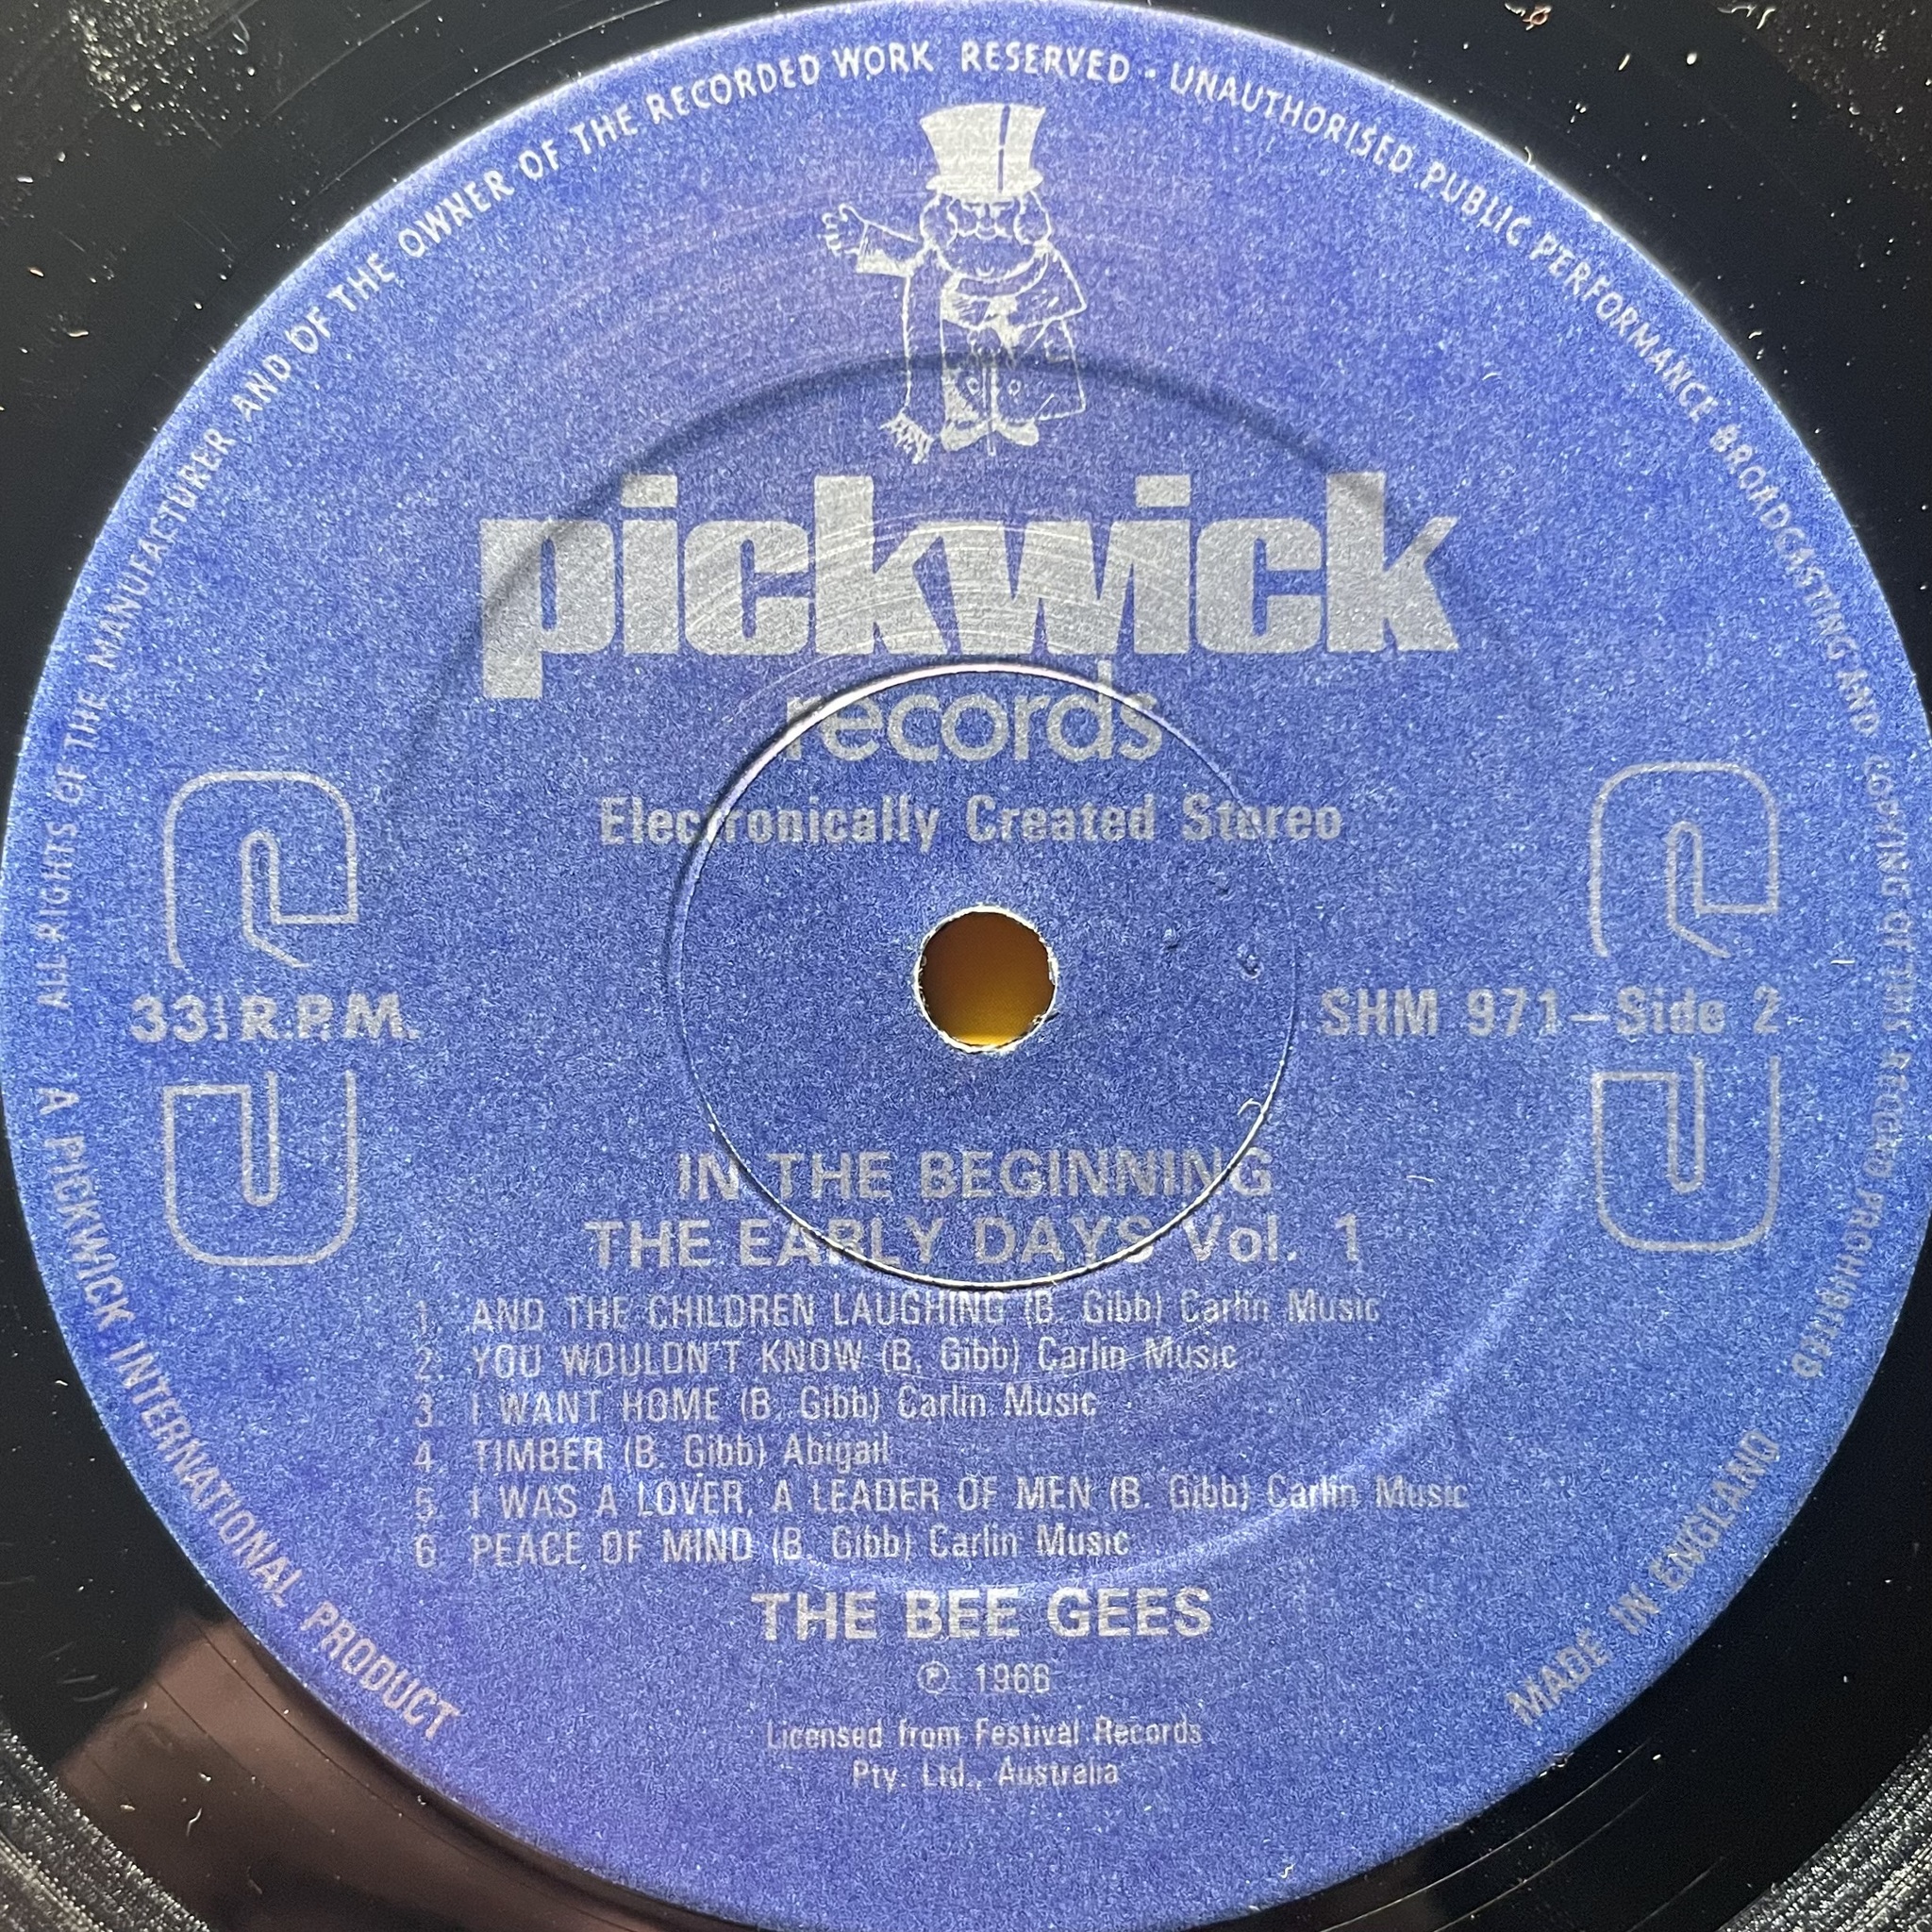 ALL RIGHTS OF THE MANUFACTURER AND OF THE OWNER OF THE RECORDED WORK RESERVED · UNAUTHORISED PUBLIC PERFORMANCE BROADCASTING AND COPYING OF THIS RECORD PROHIBITED
pickwick
records
Electronically Created Stereo
33⅓ R.P.M.
SHM 971—Side 2
IN THE BEGINNING
THE EARLY DAYS Vol. 1
1. AND THE CHILDREN LAUGHING (B. Gibb) Carlin Music
2. YOU WOULDN'T KNOW (B. Gibb) Carlin Music
3. I WANT HOME (B. Gibb) Carlin Music
4. TIMBER (B. Gibb) Abigail
5. I WAS A LOVER, A LEADER OF MEN (B. Gibb) Carlin Music
6. PEACE OF MIND (B. Gibb) Carlin Music
THE BEE GEES
℗ 1966
Licensed from Festival Records
Pty. Ltd., Australia
A PICKWICK INTERNATIONAL PRODUCT
MADE IN ENGLAND